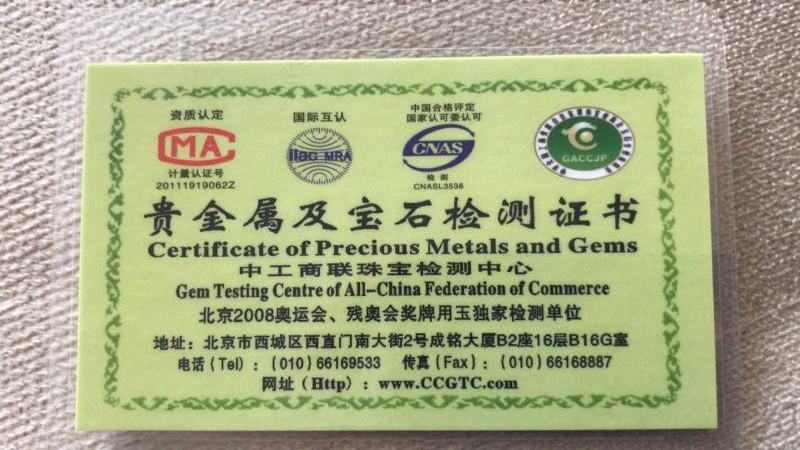 资质认定
MA
计量认证号
20111919062Z
国际互认
ilac-MRA
中国合格评定
国家认可委认可
CNAS
检测
CNASL3538
GACCJP
贵金属及宝石检测证书
Certificate of Precious Metals and Gems
中工商联珠宝检测中心
Gem Testing Centre of All-China Federation of Commerce
北京2008奥运会、残奥会奖牌用玉独家检测单位
地址：北京市西城区西直门南大街2号成铭大厦B2座16层B16G室
电话(Tel)：(010)66169533 传真(Fax)：(010)66168887
网址(Http)：www.CCGTC.com